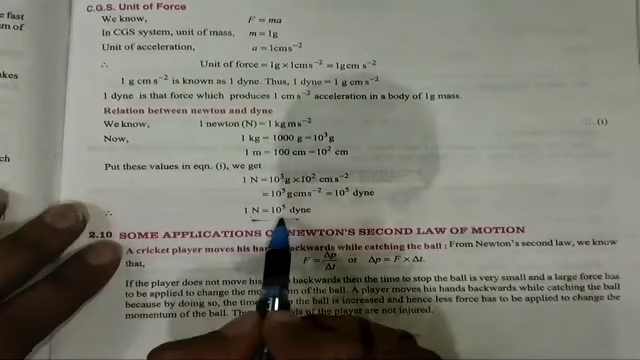 C.G.S. Unit of Force
We know, F = ma
In CGS system, unit of mass, m = 1g
Unit of acceleration, a = 1cms⁻²
∴ Unit of force = 1g × 1cms⁻² = 1gcm s⁻²
1 g cm s⁻² is known as 1 dyne. Thus, 1 dyne = 1 g cm s⁻²
1 dyne is that force which produces 1 cm s⁻² acceleration in a body of 1g mass.
Relation between newton and dyne
We know, 1 newton (N) = 1 kg m s⁻² ... (i)
Now, 1 kg = 1000 g = 10³ g
1 m = 100 cm = 10² cm
Put these values in eqn. (i), we get
1 N = 10³g × 10² cm s⁻²
= 10⁵ g cm s⁻² = 10⁵ dyne
∴ 1 N = 10⁵ dyne
2.10 SOME APPLICATIONS NEWTON'S SECOND LAW OF MOTION
A cricket player moves his backwards while catching the ball : From Newton's second law, we know
that, F = Δp/Δt or Δp = F × Δt.
If the player does not move his backwards then the time to stop the ball is very small and a large force has
to be applied to change the of the ball. A player moves his hands backwards while catching the ball
because by doing so, the time the ball is increased and hence less force has to be applied to change the
momentum of the ball. of the player are not injured.
e fast
m of
akes
ch